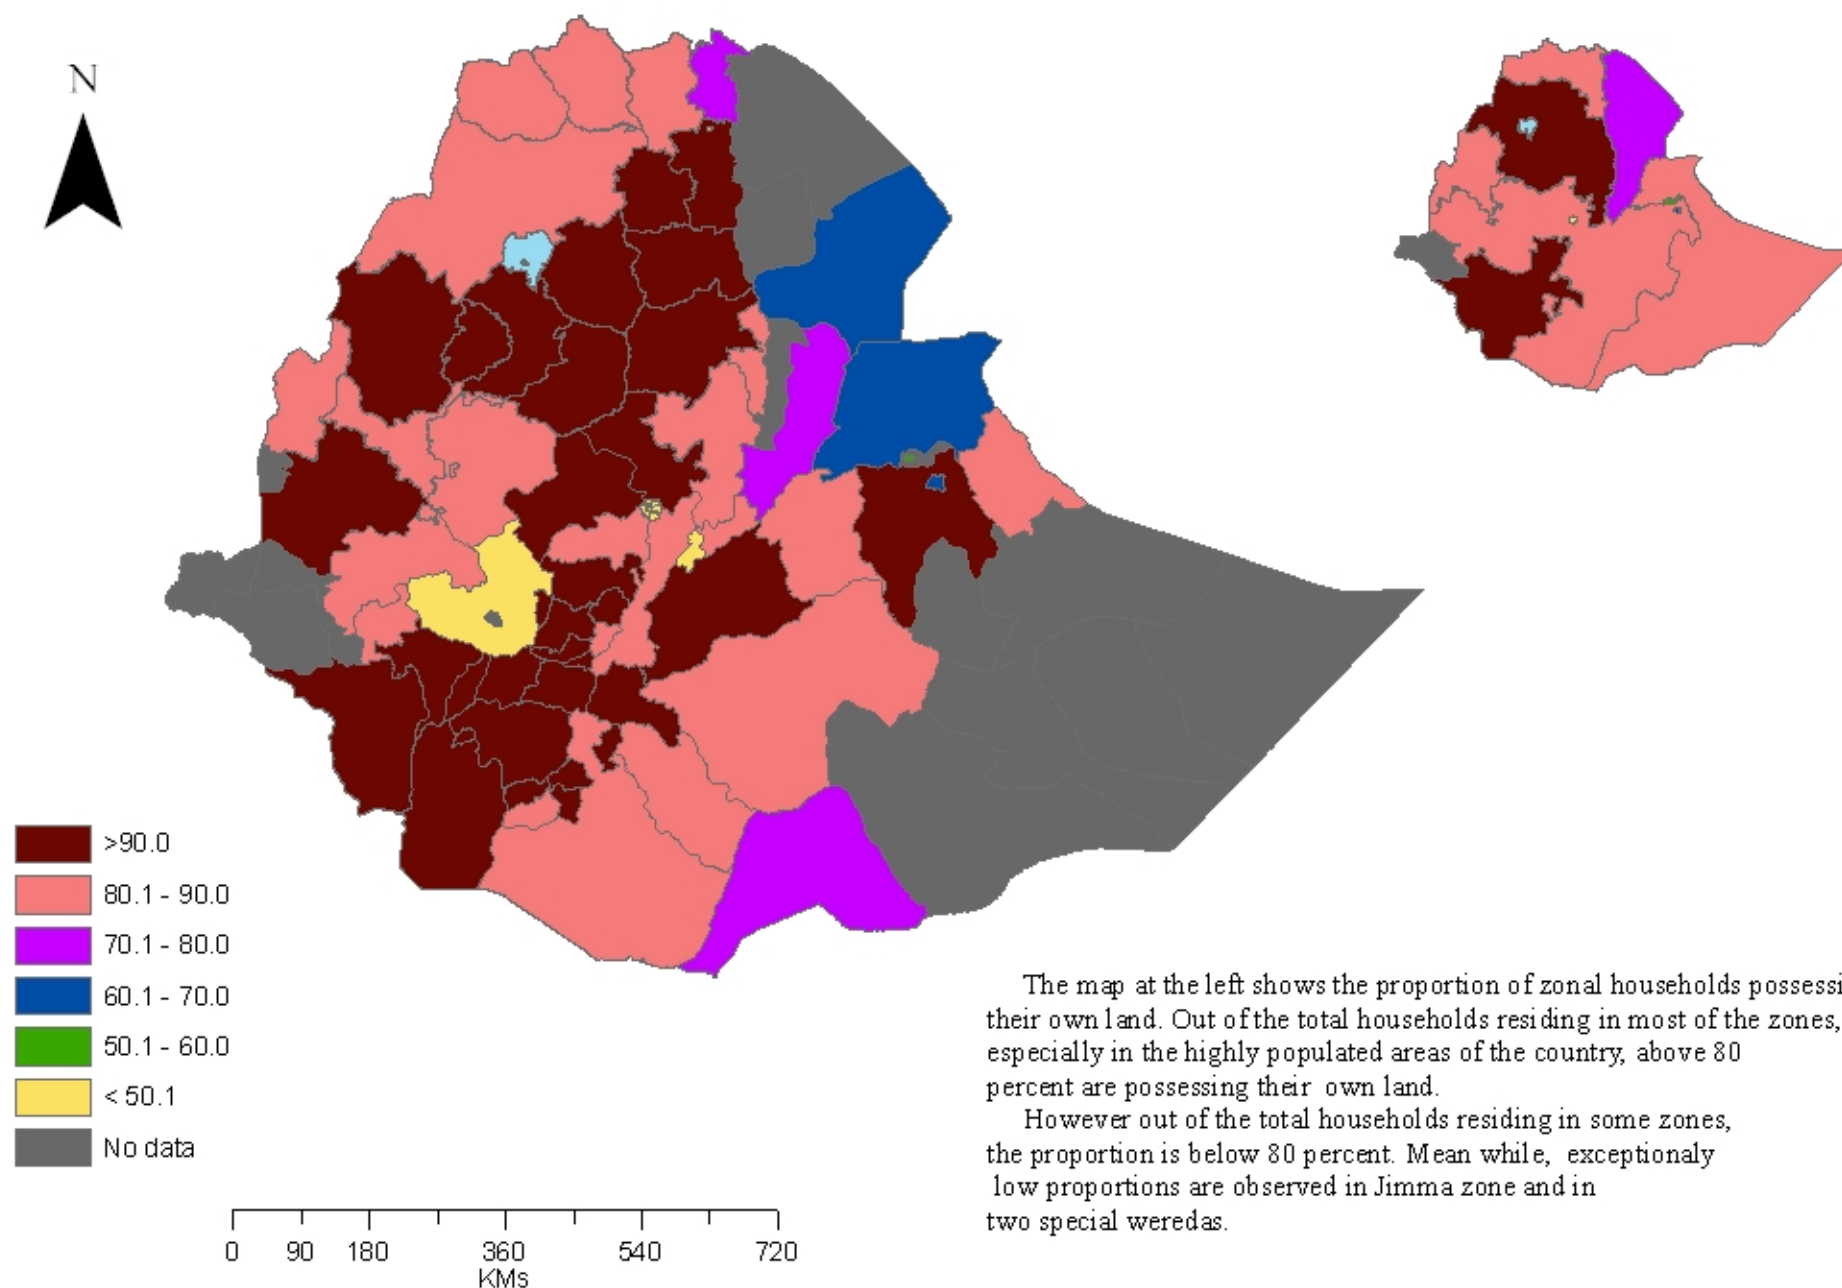 N
>90.0
80.1 - 90.0
70.1 - 80.0
60.1 - 70.0
50.1 - 60.0
< 50.1
No data
0 90 180 360 540 720
KMs
The map at the left shows the proportion of zonal households possessi
their own land. Out of the total households residing in most of the zones,
especially in the highly populated areas of the country, above 80
percent are possessing their own land.
However out of the total households residing in some zones,
the proportion is below 80 percent. Mean while, exceptionaly
low proportions are observed in Jimma zone and in
two special weredas.